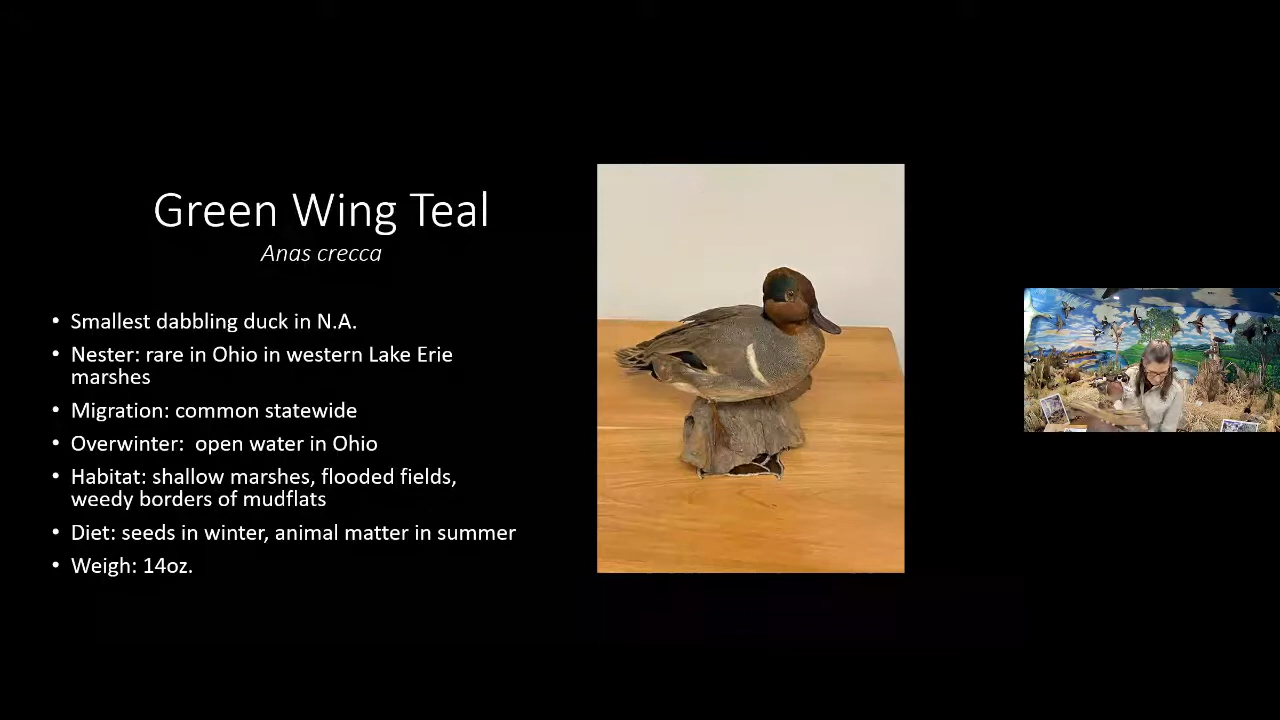 Green Wing Teal
Anas crecca
• Smallest dabbling duck in N.A.
• Nester: rare in Ohio in western Lake Erie
marshes
• Migration: common statewide
• Overwinter:  open water in Ohio
• Habitat: shallow marshes, flooded fields,
weedy borders of mudflats
• Diet: seeds in winter, animal matter in summer
• Weigh: 14oz.